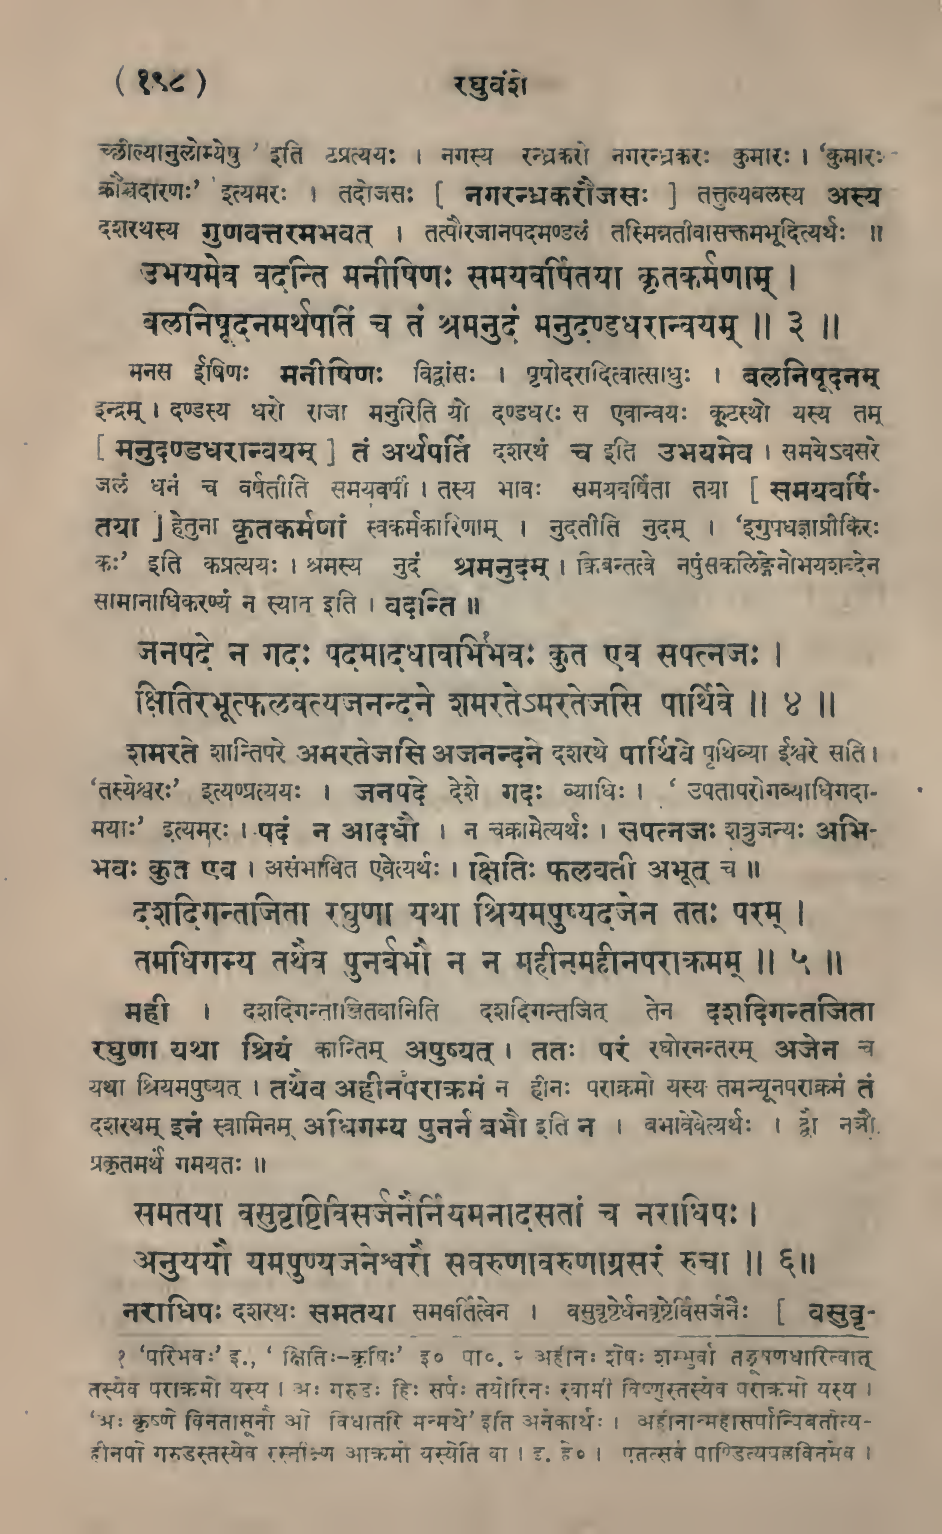 ( १९८ ) रघुवंशे
च्छील्यानुलोम्येषु ' इति टप्रत्ययः । नगस्य रन्ध्रकरो नगरन्ध्रकरः कुमारः । 'कुमारः
क्रौञ्चदारणः' इत्यमरः । तदोजसः [ नगरन्ध्रकरौजसः ] तत्तुल्यबलस्य अस्य
दशरथस्य गुणवत्तरमभवत् । तत्पौरजानपदमण्डलं तस्मिन्नतीवासक्तमभूदित्यर्थः ॥
उभयमेव वदन्ति मनीषिणः समयवर्षितया कृतकर्मणाम् ।
बलनिषूदनमर्थपतिं च तं श्रमनुदं मनुदण्डधरान्वयम् ॥ ३ ॥
मनस ईषिणः मनीषिणः विद्वांसः । पृषोदरादित्वात्साधुः । बलनिषूदनम्
इन्द्रम् । दण्डस्य धरो राजा मनुरिति यो दण्डधरः स एवान्वयः कूटस्थो यस्य तम्
[ मनुदण्डधरान्वयम् ] तं अर्थपतिं दशरथं च इति उभयमेव । समयेऽवसरे
जलं धनं च वर्षतीति समयवर्षी । तस्य भावः समयवर्षिता तया [ समयवर्षि-
तया ] हेतुना कृतकर्मणां स्वकर्मकारिणाम् । नुदतीति नुदम् । 'इगुपधज्ञाप्रीकिरः
कः' इति कप्रत्ययः । श्रमस्य नुदं श्रमनुदम् । क्विबन्तत्वे नपुंसकलिङ्गेनोभयशब्देन
सामानाधिकरण्यं न स्यात् इति । वदन्ति ॥
जनपदे न गदः पदमादधावभिभवः कुत एव सपत्नजः ।
क्षितिरभूत्फलवत्यजनन्दने शमरतेऽमरतेजसि पार्थिवे ॥ ४ ॥
शमरते शान्तिपरे अमरतेजसि अजनन्दने दशरथे पार्थिवे पृथिव्या ईश्वरे सति ।
'तस्येश्वरः' इत्यण्प्रत्ययः । जनपदे देशे गदः व्याधिः । ' उपतापरोगव्याधिगदा-
मयाः' इत्यमरः । पदं न आदधौ । न चक्रामेत्यर्थः । सपत्नजः शत्रुजन्यः अभि-
भवः कुत एव । असंभावित एवेत्यर्थः । क्षितिः फलवती अभूत् च ॥
दशदिगन्तजिता रघुणा यथा श्रियमपुष्यदजेन ततः परम् ।
तमधिगम्य तथैव पुनर्बभौ न न महीनमहीनपराक्रमम् ॥ ५ ॥
मही । दशदिगन्ताञ्जितवानिति दशदिगन्तजित् तेन दशदिगन्तजिता
रघुणा यथा श्रियं कान्तिम् अपुष्यत् । ततः परं रघोरनन्तरम् अजेन च
यथा श्रियमपुष्यत् । तथैव अहीनपराक्रमं न हीनः पराक्रमो यस्य तमन्यूनपराक्रमं तं
दशरथम् इनं स्वामिनम् अधिगम्य पुनर्न बभौ इति न । बभावेवेत्यर्थः । द्वौ नञौ
प्रकृतमर्थं गमयतः ॥
समतया वसुवृष्टिविसर्जनैर्नियमनादसतां च नराधिपः ।
अनुययौ यमपुण्यजनेश्वरौ सवरुणावरुणाग्रसरं रुचा ॥ ६॥
नराधिपः दशरथः समतया समवर्तित्वेन । वसुवृष्टेर्धनवृष्टेर्विसर्जनैः [ वसुवृ-
१ 'परिभवः' इ., ' क्षितिः-कृषिः' इ० पा०. २ अहीनः शेषः शम्भुर्वा तद्भूषणधारित्वात्
तस्येव पराक्रमो यस्य । अः गरुडः हिः सर्पः तयोरिनः स्वामी विष्णुस्तस्येव पराक्रमो यस्य ।
'अः कृष्णे विनतासूनौ ओ विधातरि मन्मथे' इति अनेकार्थः । अहीनान्महासर्पान्पिबतीत्य-
हीनपो गरुडस्तस्येव आक्रमो यस्येति वा । इ. हे० । एतत्सर्वं पाण्डित्यपल्लवितमेव ।